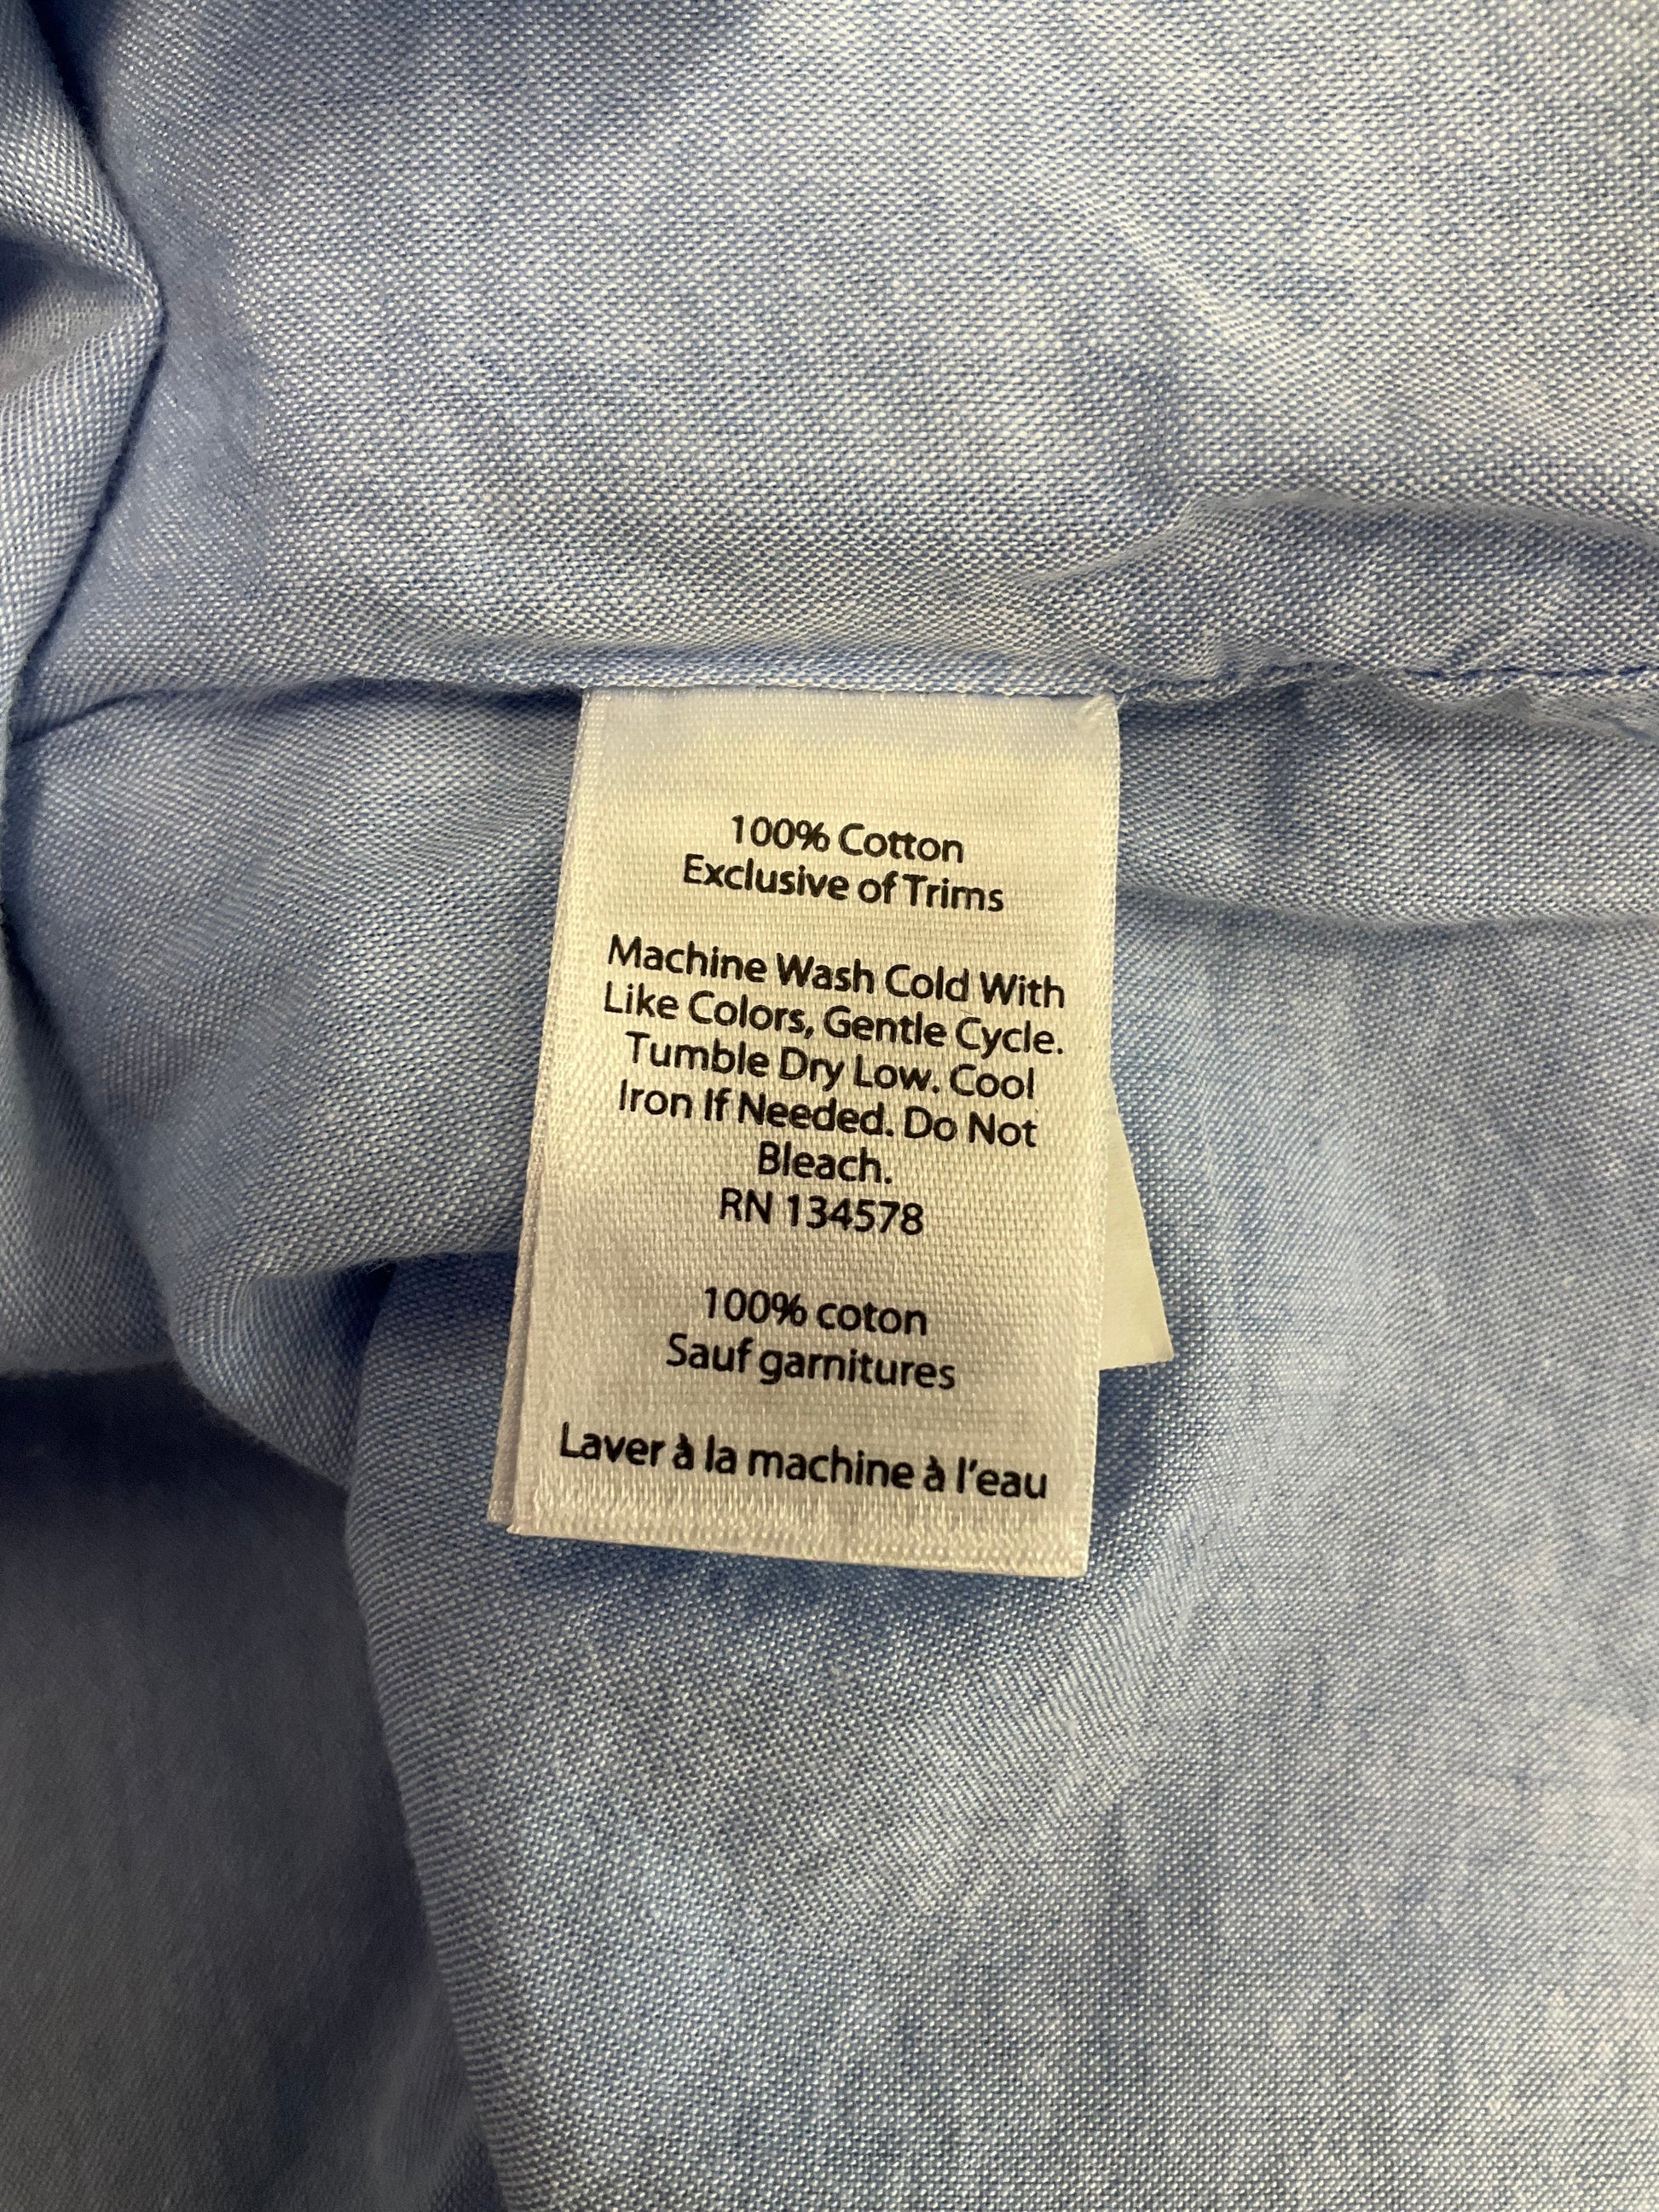 100% Cotton
Exclusive of Trims
Machine Wash Cold With
Like Colors, Gentle Cycle.
Tumble Dry Low. Cool
Iron If Needed. Do Not
Bleach.
RN 134578
100% coton
Sauf garnitures
Laver à la machine à l'eau